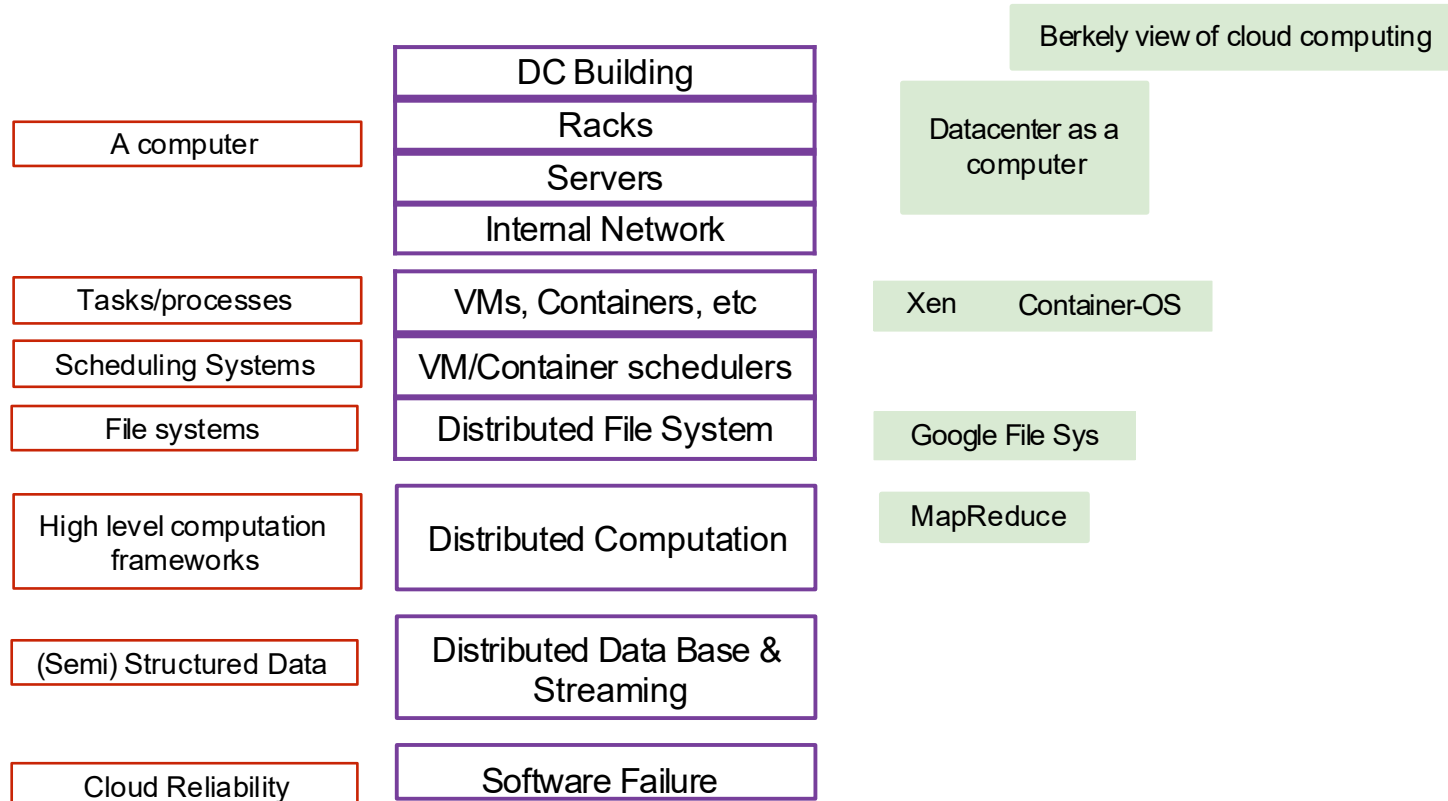 Berkely view of cloud computing
DC Building
A computer
Racks
Datacenter as a
computer
Servers
Internal Network
Tasks/processes
VMs, Containers, etc
Xen
Container-OS
Scheduling Systems
VM/Container schedulers
File systems
Distributed File System
Google File Sys
High level computation
frameworks
Distributed Computation
MapReduce
(Semi) Structured Data
Distributed Data Base &
Streaming
Cloud Reliability
Software Failure